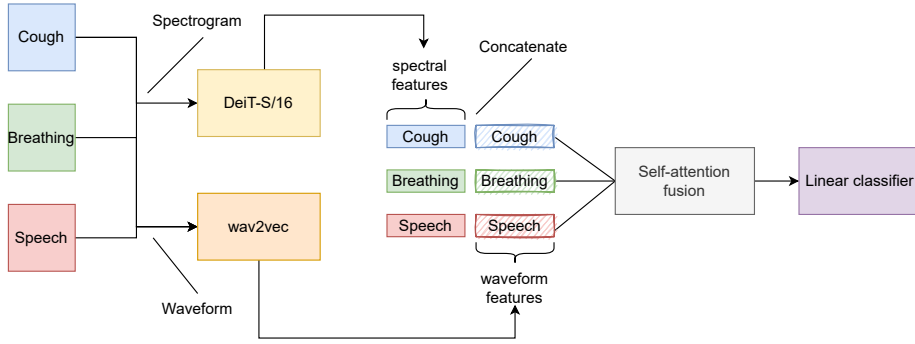 Cough
Breathing
Speech
Spectrogram
Waveform
DeiT-S/16
wav2vec
spectral
features
Concatenate
Cough
Cough
Breathing
Breathing
Speech
Speech
waveform
features
Self-attention
fusion
Linear classifier